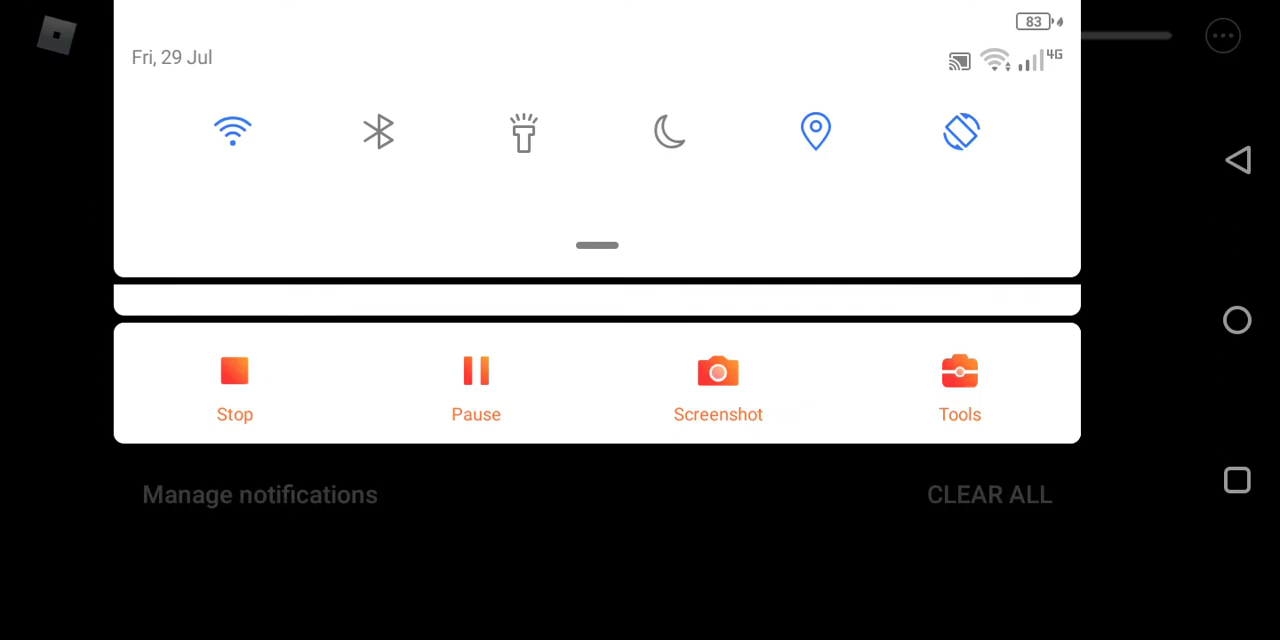 83
Fri, 29 Jul
4G
Stop
Pause
Screenshot
Tools
Manage notifications
CLEAR ALL